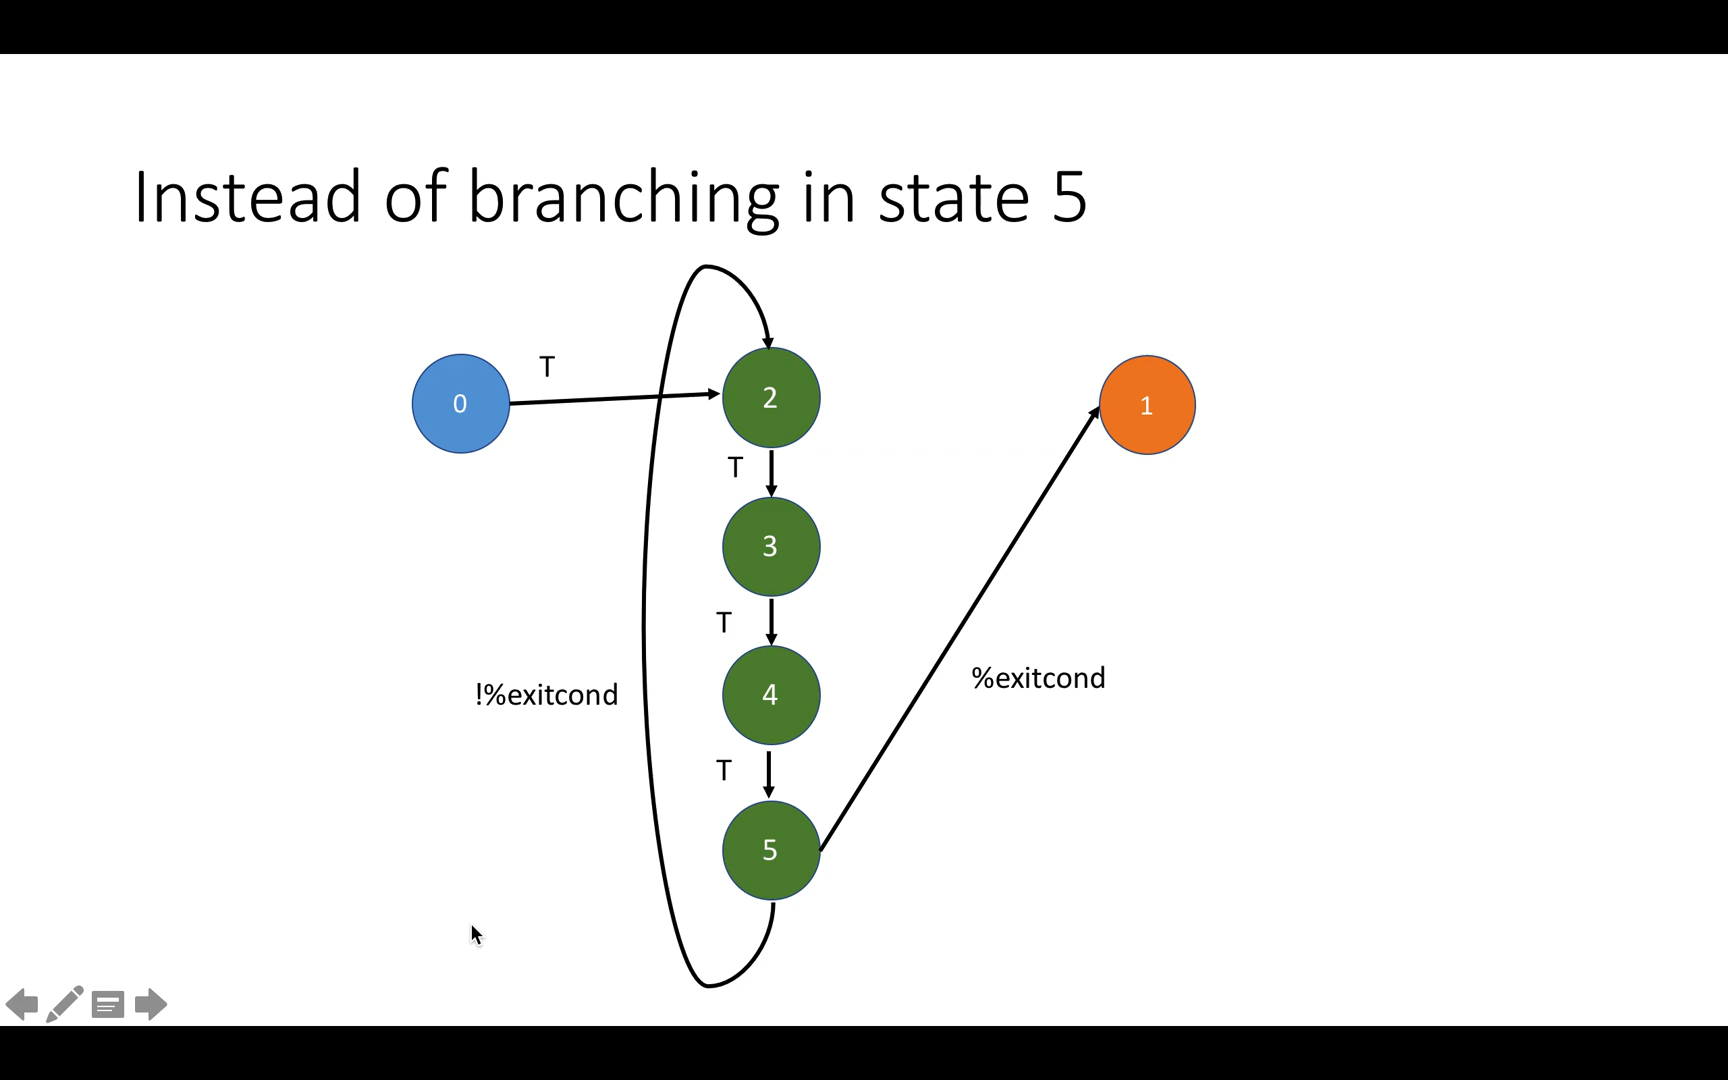 Instead of branching in state 5
T
0
2
1
T
3
T
4
!%exitcond
%exitcond
T
5